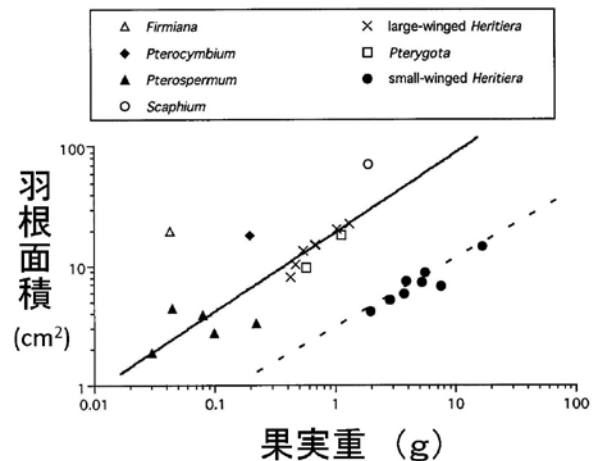 Firmiana
Pterocymbium
Pterospermum
Scaphium
large-winged Heritiera
Pterygota
small-winged Heritiera
100
10
1
羽根面積
(cm²)
0.01
0.1
1
10
100
果実重 (g)